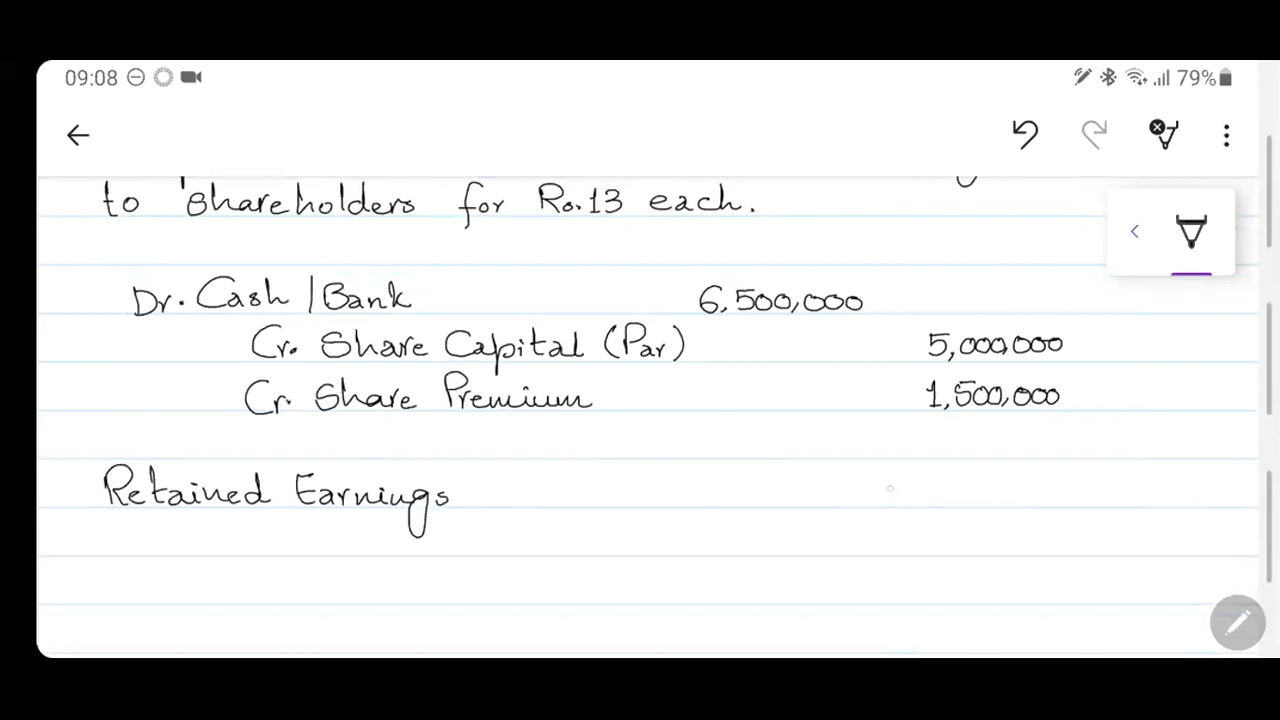 09:08 79%
to shareholders for Rs.13 each.
Dr. Cash / Bank 6,500,000
Cr. Share Capital (Par) 5,000,000
Cr. Share Premium 1,500,000
Retained Earnings